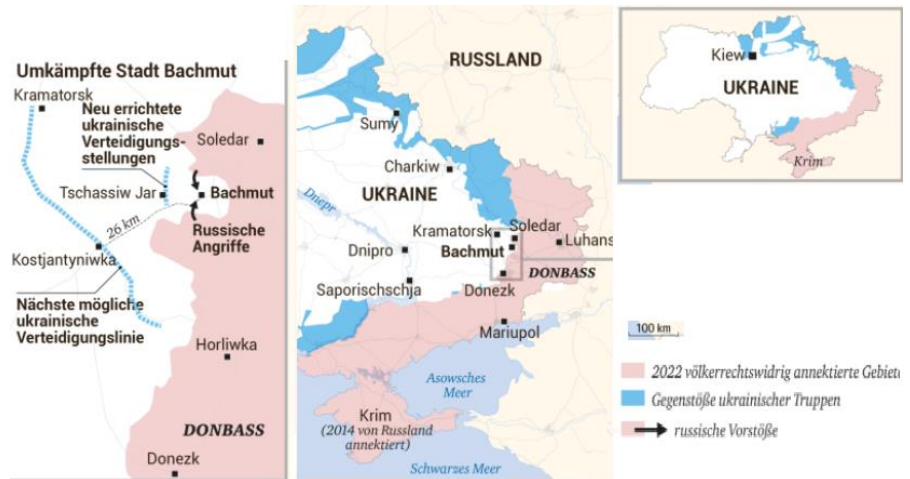 Umkämpfte Stadt Bachmut
Kramatorsk
Neu errichtete
ukrainische
Verteidigungs-
stellungen
Soledar
Tschassiw Jar
Bachmut
26 km
Russische
Angriffe
Kostjantyniwka
Nächste mögliche
ukrainische
Verteidigungslinie
Horliwka
DONBASS
Donezk
RUSSLAND
Sumy
Charkiw
UKRAINE
Dnepr
Kramatorsk
Soledar
Bachmut
Luhans
Dnipro
DONBASS
Saporischschja
Donezk
Mariupol
Asowsches
Meer
Krim
(2014 von Russland
annektiert)
Schwarzes Meer
Kiew
UKRAINE
Krim
100 km
2022 völkerrechtswidrig annektierte Gebiet
Gegenstöße ukrainischer Truppen
russische Vorstöße